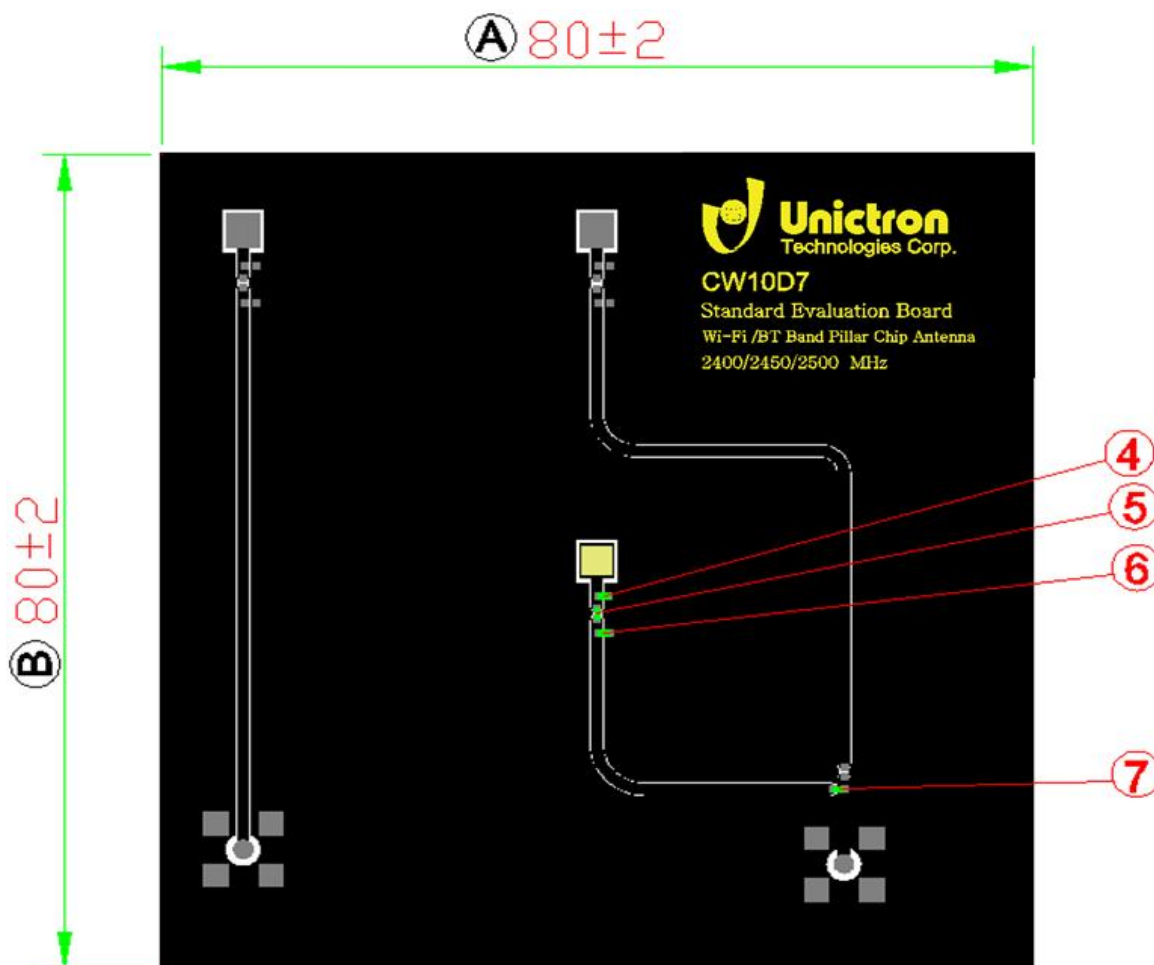 A 80±2
Unictron
Technologies Corp.
CW10D7
Standard Evaluation Board
Wi-Fi /BT Band Pillar Chip Antenna
2400/2450/2500 MHz
4
5
6
B 80±2
7